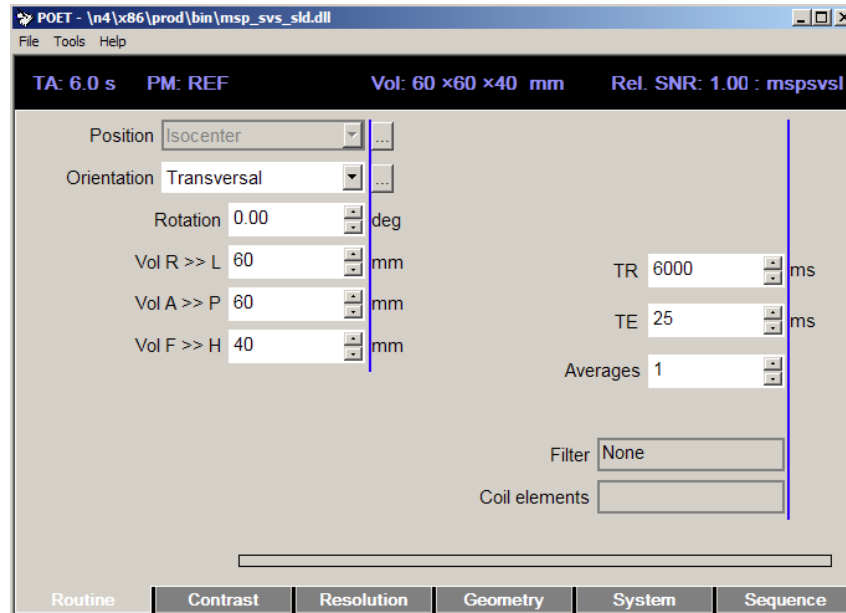 POET - \n4\x86\prod\bin\msp_svs_sld.dll
File Tools Help
TA: 6.0 s PM: REF Vol: 60 ×60 ×40 mm Rel. SNR: 1.00 : mspsvsl
Position Isocenter ...
Orientation Transversal ...
Rotation 0.00 deg
Vol R >> L 60 mm
TR 6000 ms
Vol A >> P 60 mm
TE 25 ms
Vol F >> H 40 mm
Averages 1
Filter None
Coil elements
Routine Contrast Resolution Geometry System Sequence